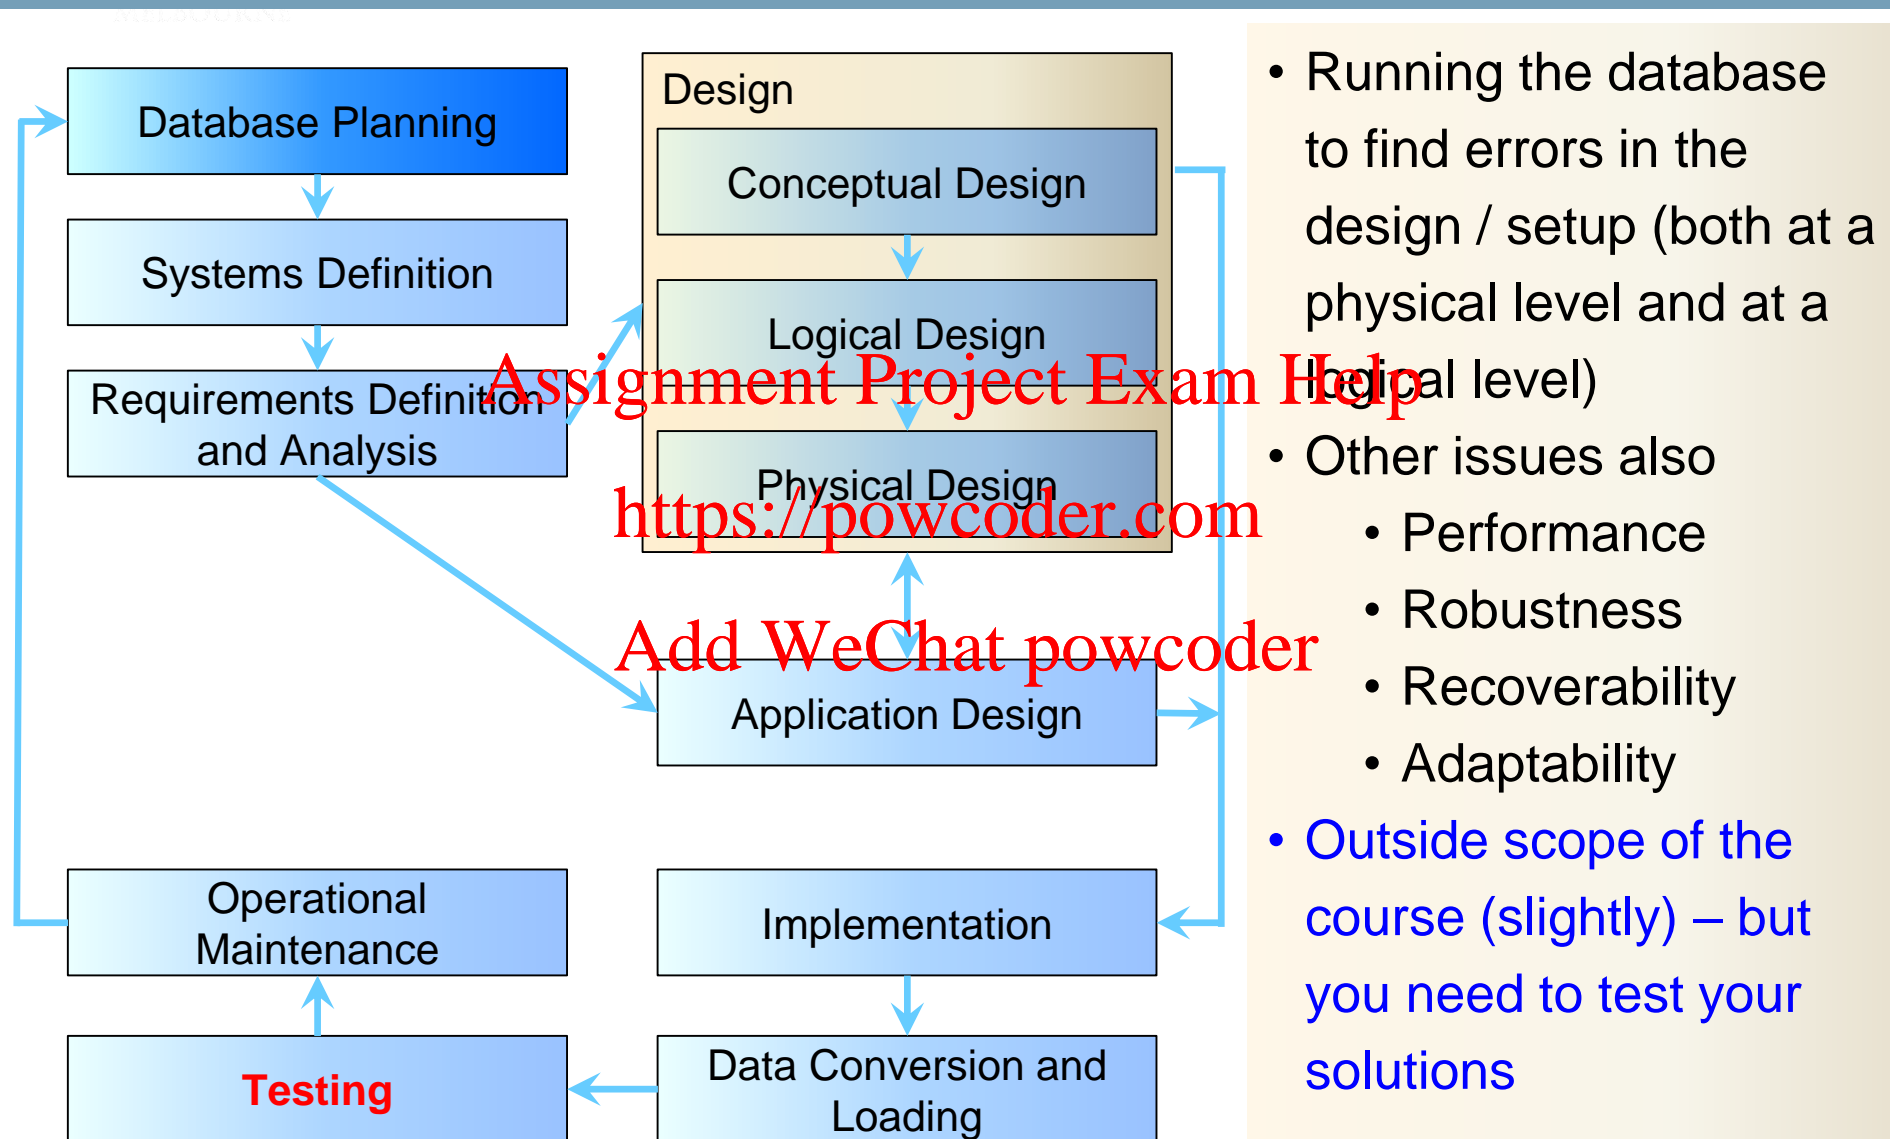 Database Planning
Systems Definition
Requirements Definition
and Analysis
Design
Conceptual Design
Logical Design
Physical Design
Application Design
Operational
Maintenance
Implementation
Testing
Data Conversion and
Loading
Assignment Project Exam Help
https://powcoder.com
Add WeChat powcoder
• Running the database
to find errors in the
design / setup (both at a
physical level and at a
logical level)
• Other issues also
• Performance
• Robustness
• Recoverability
• Adaptability
• Outside scope of the
course (slightly) – but
you need to test your
solutions